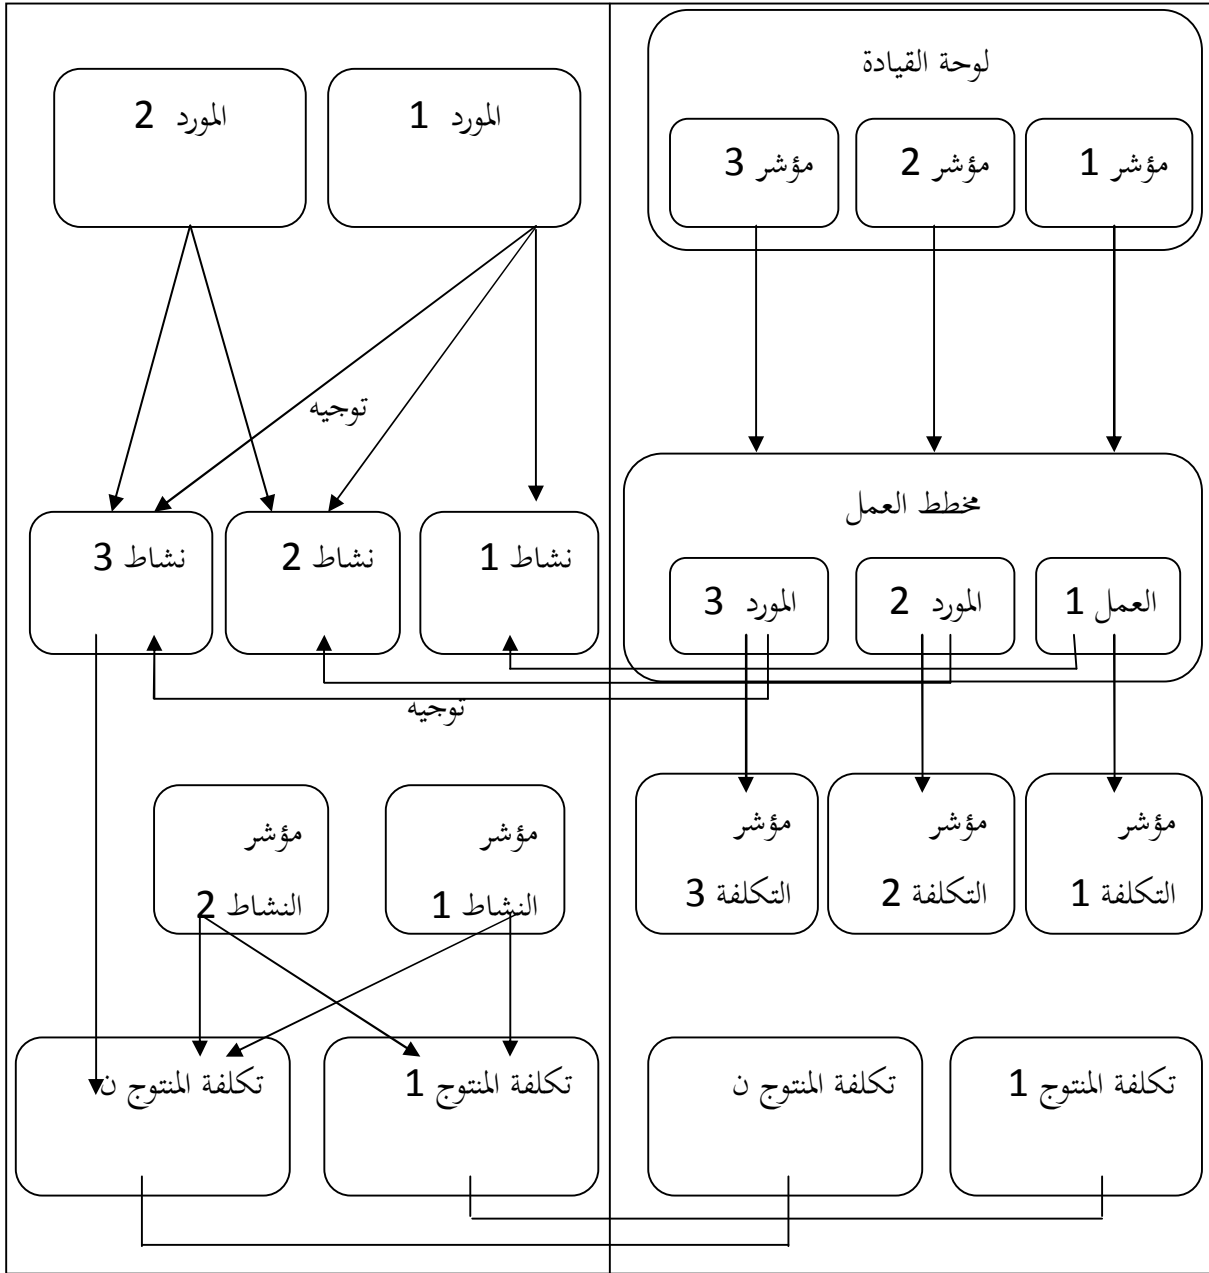 لوحة القيادة
مؤشر 1
مؤشر 2
مؤشر 3
المورد 1
المورد 2
توجيه
مخطط العمل
العمل 1
المورد 2
المورد 3
نشاط 1
نشاط 2
نشاط 3
توجيه
مؤشر
التكلفة 1
مؤشر
التكلفة 2
مؤشر
التكلفة 3
مؤشر
النشاط 1
مؤشر
النشاط 2
تكلفة المنتوج 1
تكلفة المنتوج ن
تكلفة المنتوج 1
تكلفة المنتوج ن